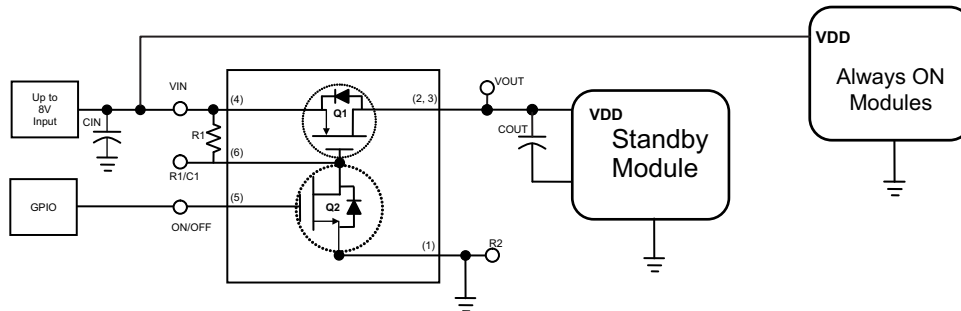 VDD
Always ON
Modules
Up to
8V
Input
CIN
VIN
(4)
Q1
(2, 3)
VOUT
COUT
VDD
Standby
Module
R1
(6)
R1/C1
GPIO
(5)
ON/OFF
Q2
(1)
R2